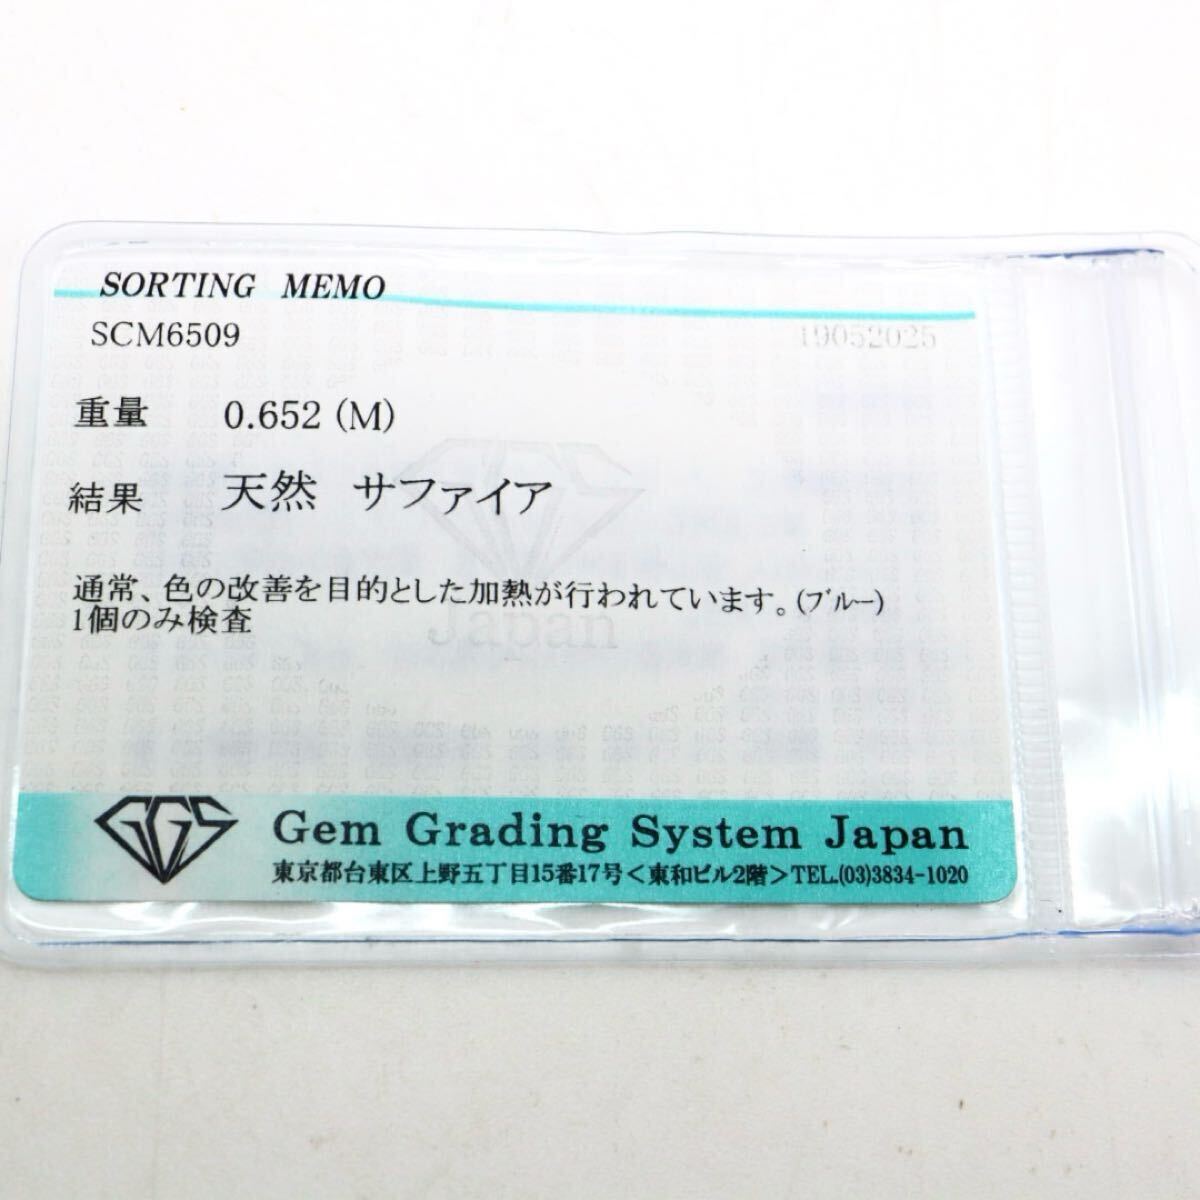 SORTING MEMO
SCM6509 19052025
重量 0.652 (M)
結果 天然 サファイア
通常、色の改善を目的とした加熱が行われています。(ブルー)
1個のみ検査
Japan
GGS Gem Grading System Japan
東京都台東区上野五丁目15番17号＜東和ビル2階＞TEL.(03)3834-1020